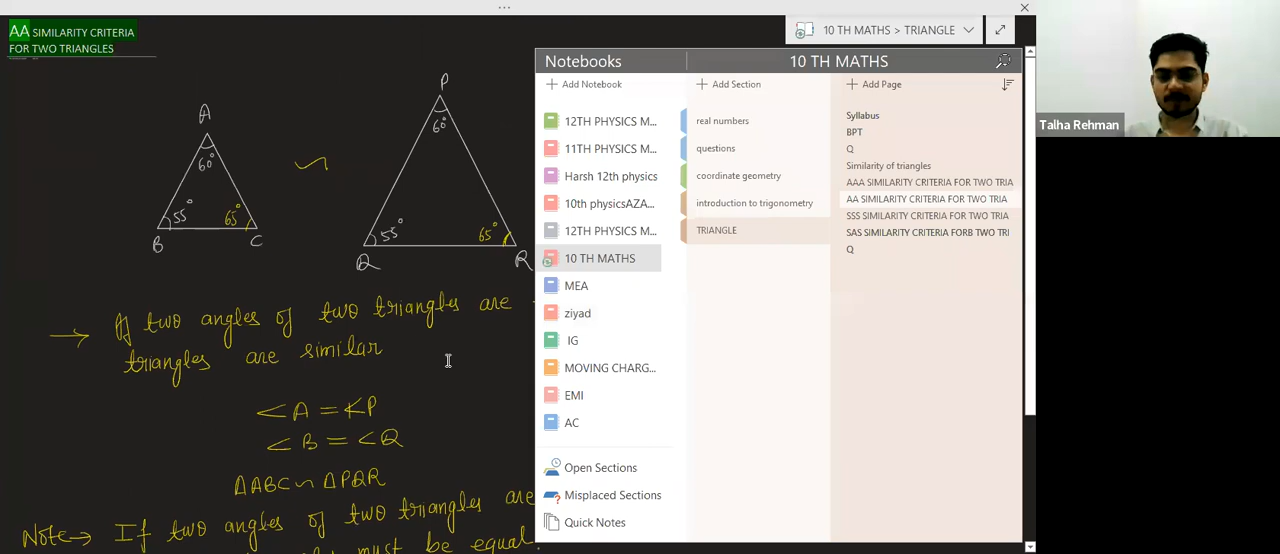 AA SIMILARITY CRITERIA
FOR TWO TRIANGLES
A
60°
55°
65°
B
C
~
P
60°
55°
65°
Q
R
→ If two angles of two triangles are
triangles are similar
∠A = ∠P
∠B = ∠Q
ΔABC ~ ΔPQR
Note → If two angles of two triangles are
must be equal.
10 TH MATHS > TRIANGLE
Notebooks
10 TH MATHS
+ Add Notebook
12TH PHYSICS M...
11TH PHYSICS M...
Harsh 12th physics
10th physicsAZA...
12TH PHYSICS M...
10 TH MATHS
MEA
ziyad
IG
MOVING CHARG...
EMI
AC
Open Sections
Misplaced Sections
Quick Notes
+ Add Section
real numbers
questions
coordinate geometry
introduction to trigonometry
TRIANGLE
+ Add Page
Syllabus
BPT
Q
Similarity of triangles
AAA SIMILARITY CRITERIA FOR TWO TRIA
AA SIMILARITY CRITERIA FOR TWO TRIA
SSS SIMILARITY CRITERIA FOR TWO TRIA
SAS SIMILARITY CRITERIA FORB TWO TRI
Q
Talha Rehman